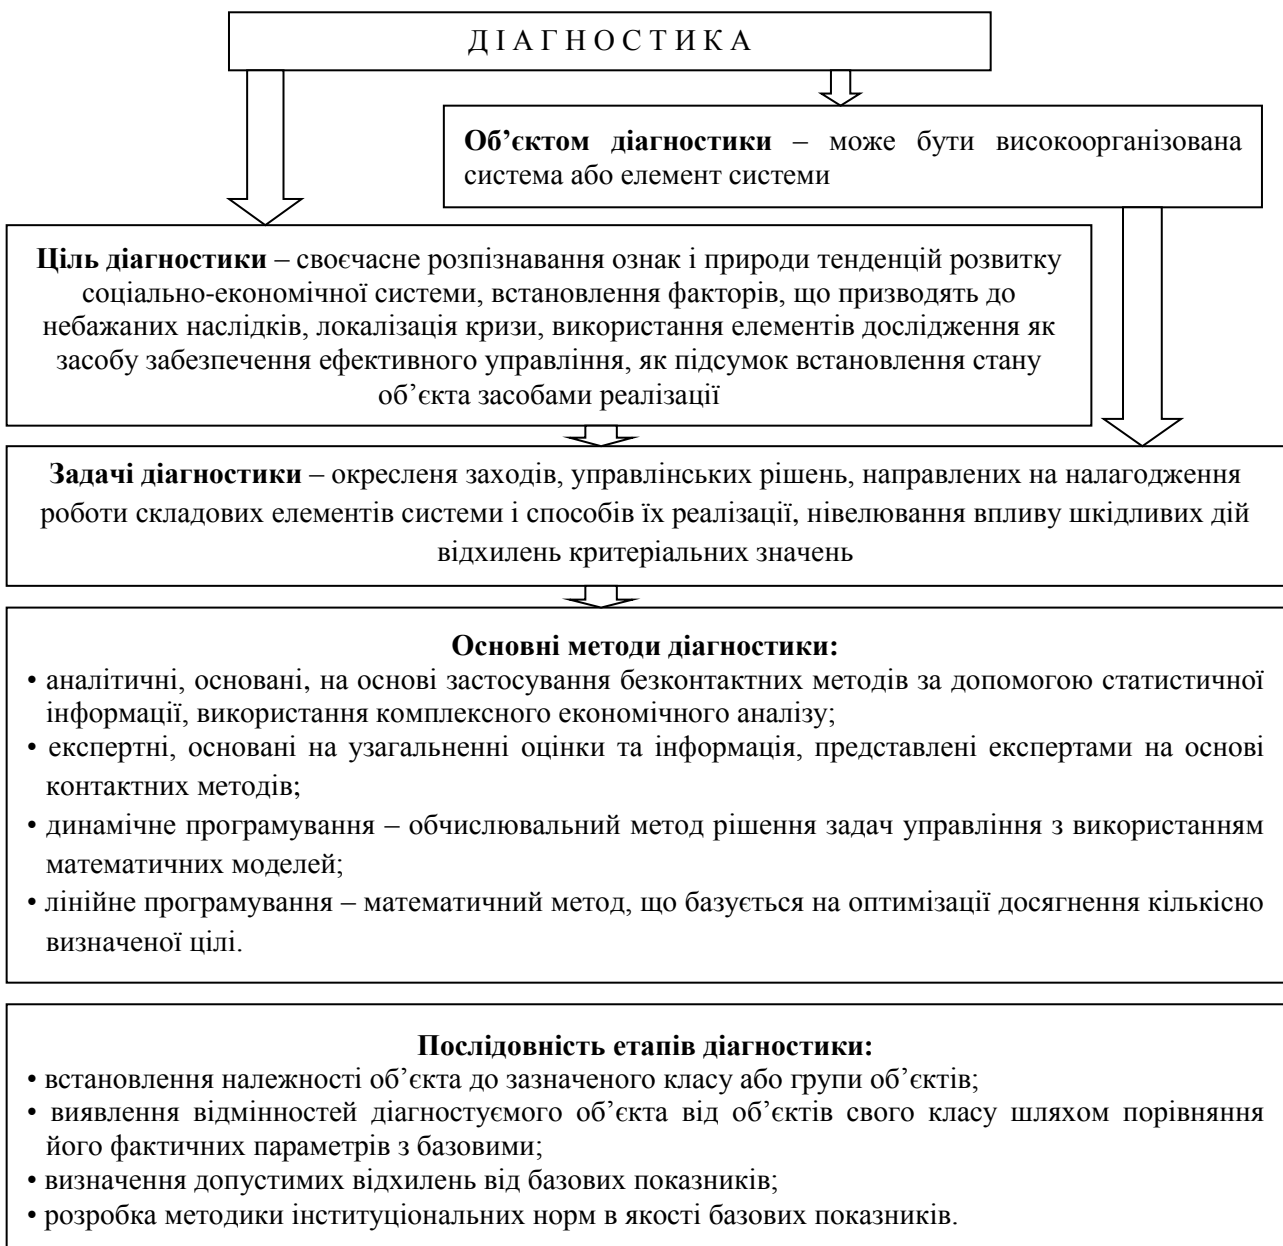 ДІАГНОСТИКА
Об’єктом діагностики – може бути високоорганізована
система або елемент системи
Ціль діагностики – своєчасне розпізнавання ознак і природи тенденцій розвитку
соціально-економічної системи, встановлення факторів, що призводять до
небажаних наслідків, локалізація кризи, використання елементів дослідження як
засобу забезпечення ефективного управління, як підсумок встановлення стану
об’єкта засобами реалізації
Задачі діагностики – окресленя заходів, управлінських рішень, направлених на налагодження
роботи складових елементів системи і способів їх реалізації, нівелювання впливу шкідливих дій
відхилень критеріальних значень
Основні методи діагностики:
• аналітичні, основані, на основі застосування безконтактних методів за допомогою статистичної
інформації, використання комплексного економічного аналізу;
• експертні, основані на узагальненні оцінки та інформація, представлені експертами на основі
контактних методів;
• динамічне програмування – обчислювальний метод рішення задач управління з використанням
математичних моделей;
• лінійне програмування – математичний метод, що базується на оптимізації досягнення кількісно
визначеної цілі.
Послідовність етапів діагностики:
• встановлення належності об’єкта до зазначеного класу або групи об’єктів;
• виявлення відмінностей діагностуємого об’єкта від об’єктів свого класу шляхом порівняння
його фактичних параметрів з базовими;
• визначення допустимих відхилень від базових показників;
• розробка методики інституціональних норм в якості базових показників.